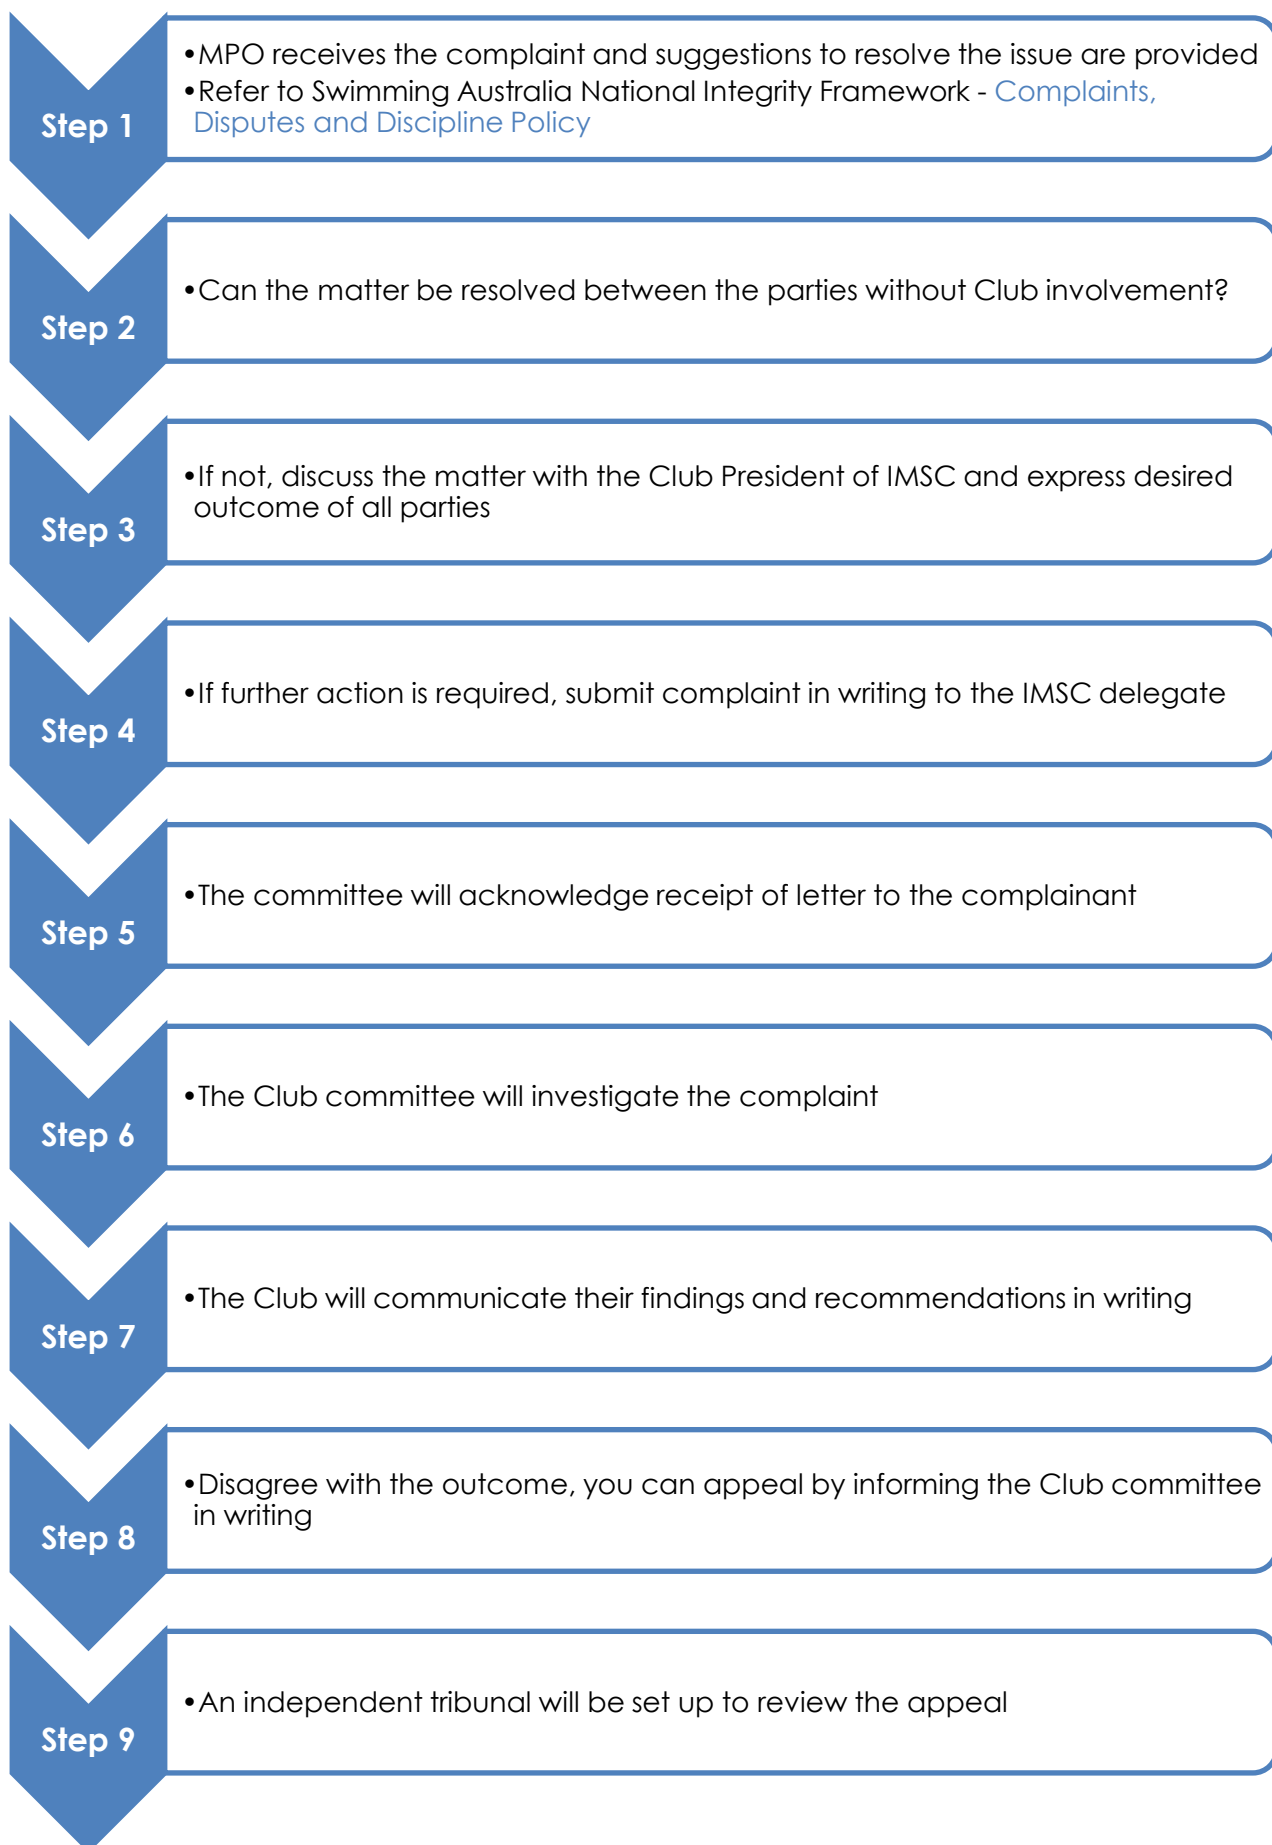 Step 1
•MPO receives the complaint and suggestions to resolve the issue are provided
•Refer to Swimming Australia National Integrity Framework - Complaints,
Disputes and Discipline Policy
Step 2
•Can the matter be resolved between the parties without Club involvement?
Step 3
•If not, discuss the matter with the Club President of IMSC and express desired
outcome of all parties
Step 4
•If further action is required, submit complaint in writing to the IMSC delegate
Step 5
•The committee will acknowledge receipt of letter to the complainant
Step 6
•The Club committee will investigate the complaint
Step 7
•The Club will communicate their findings and recommendations in writing
Step 8
•Disagree with the outcome, you can appeal by informing the Club committee
in writing
Step 9
•An independent tribunal will be set up to review the appeal